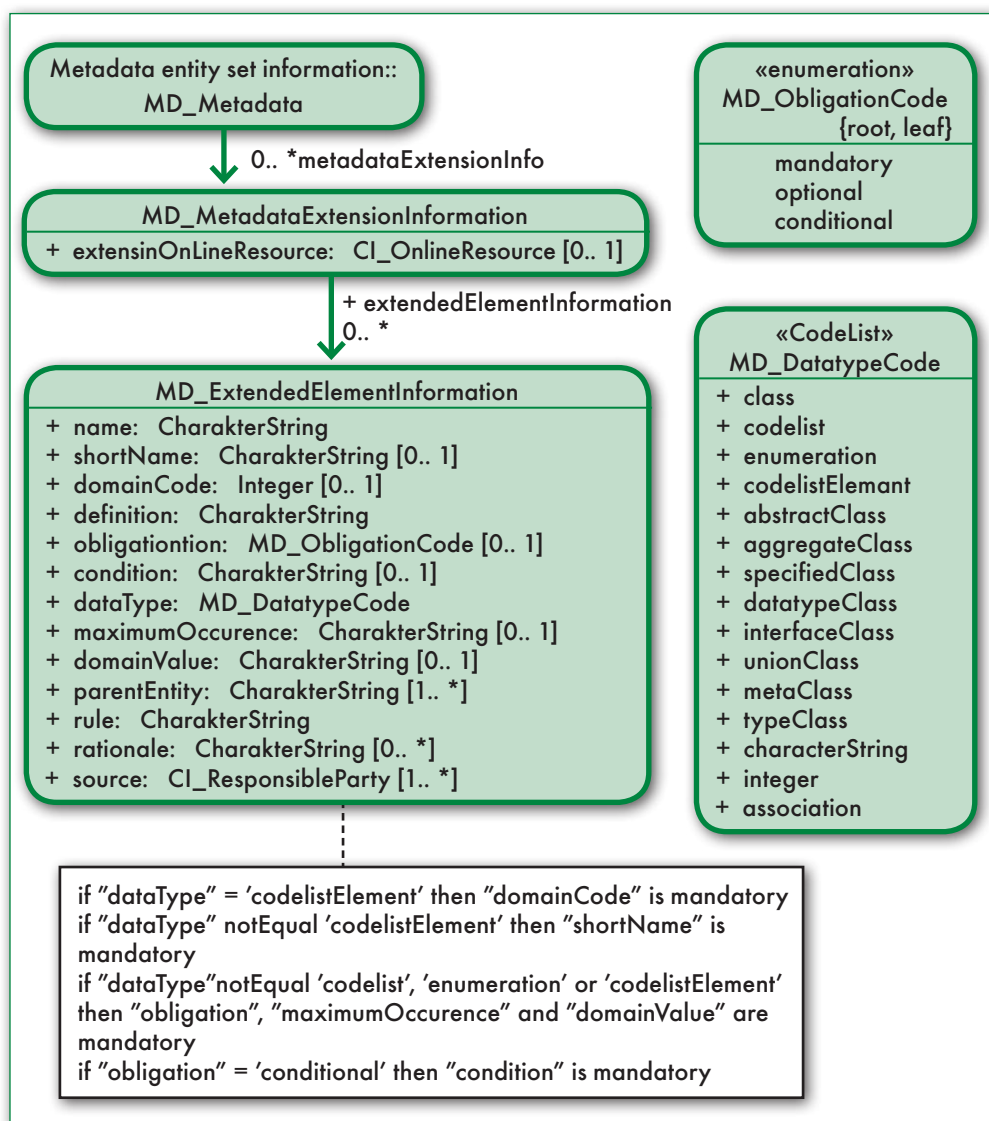 Metadata entity set information::
MD_Metadata
0.. *metadataExtensionInfo
MD_MetadataExtensionInformation
+ extensinOnLineResource: CI_OnlineResource [0.. 1]
+ extendedElementInformation
0.. *
MD_ExtendedElementInformation
+ name: CharakterString
+ shortName: CharakterString [0.. 1]
+ domainCode: Integer [0.. 1]
+ definition: CharakterString
+ obligationtion: MD_ObligationCode [0.. 1]
+ condition: CharakterString [0.. 1]
+ dataType: MD_DatatypeCode
+ maximumOccurence: CharakterString [0.. 1]
+ domainValue: CharakterString [0.. 1]
+ parentEntity: CharakterString [1.. *]
+ rule: CharakterString
+ rationale: CharakterString [0.. *]
+ source: CI_ResponsibleParty [1.. *]
if ”dataType” = ’codelistElement’ then ”domainCode” is mandatory
if ”dataType” notEqual ’codelistElement’ then ”shortName” is
mandatory
if ”dataType”notEqual ’codelist’, ’enumeration’ or ’codelistElement’
then ”obligation”, ”maximumOccurence” and ”domainValue” are
mandatory
if ”obligation” = ’conditional’ then ”condition” is mandatory
«enumeration»
MD_ObligationCode
{root, leaf}
mandatory
optional
conditional
«CodeList»
MD_DatatypeCode
+ class
+ codelist
+ enumeration
+ codelistElemant
+ abstractClass
+ aggregateClass
+ specifiedClass
+ datatypeClass
+ interfaceClass
+ unionClass
+ metaClass
+ typeClass
+ characterString
+ integer
+ association